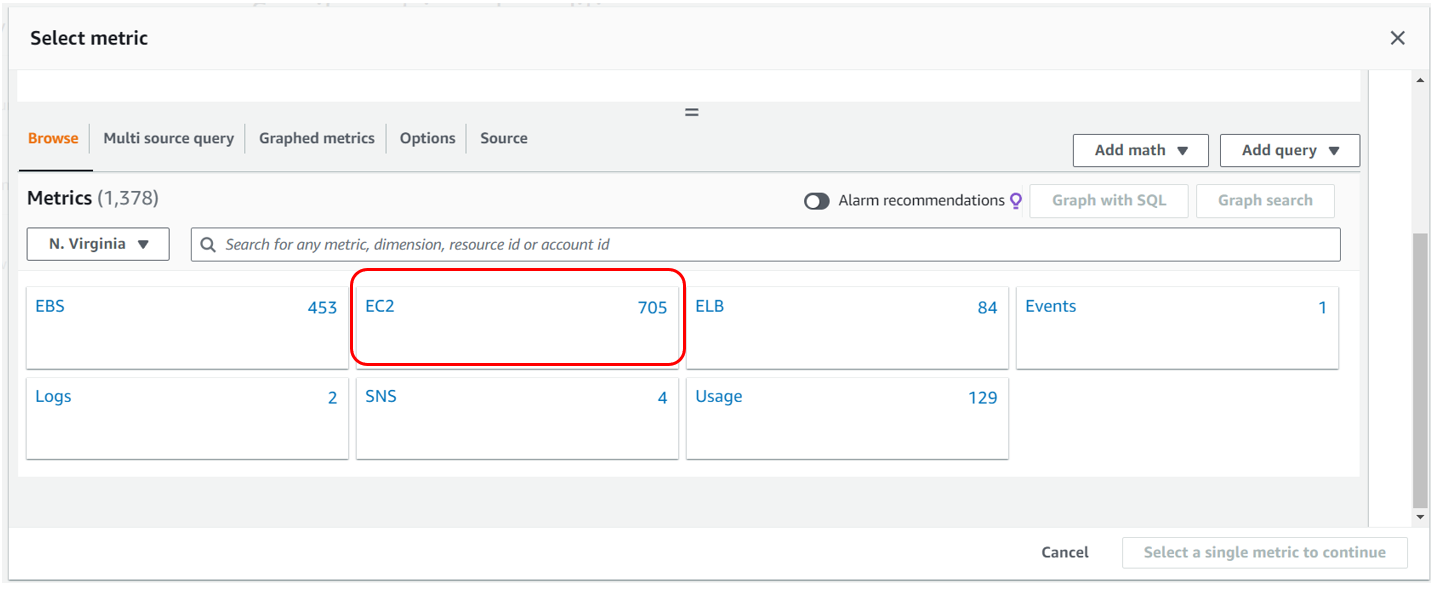 Select metric
Browse
Multi source query
Graphed metrics
Options
Source
Add math
Add query
Metrics (1,378)
Alarm recommendations
Graph with SQL
Graph search
N. Virginia
Search for any metric, dimension, resource id or account id
EBS 453
EC2 705
ELB 84
Events 1
Logs 2
SNS 4
Usage 129
Cancel
Select a single metric to continue